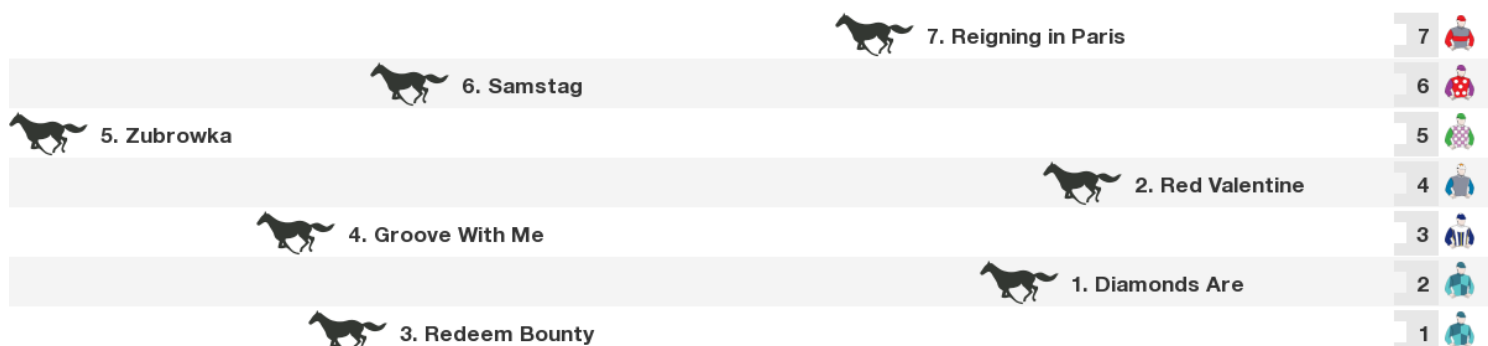 7. Reigning in Paris 7
6. Samstag 6
5. Zubrowka 5
2. Red Valentine 4
4. Groove With Me 3
1. Diamonds Are 2
3. Redeem Bounty 1